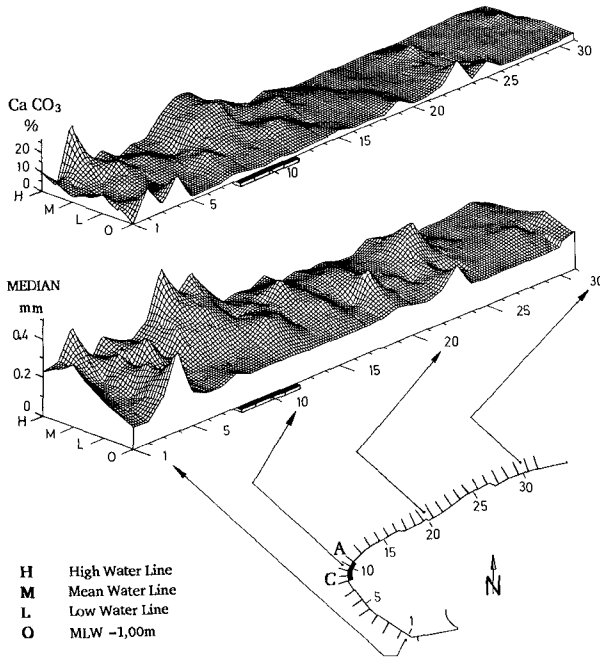 Ca CO₃
%
20
10
0
H
M
L
O
1
5
10
15
20
25
30
MEDIAN
mm
0.4
0.2
0
H
M
L
O
1
5
10
15
20
25
30
A
C
1
5
10
15
20
25
30
N
H High Water Line
M Mean Water Line
L Low Water Line
O MLW -1,00m